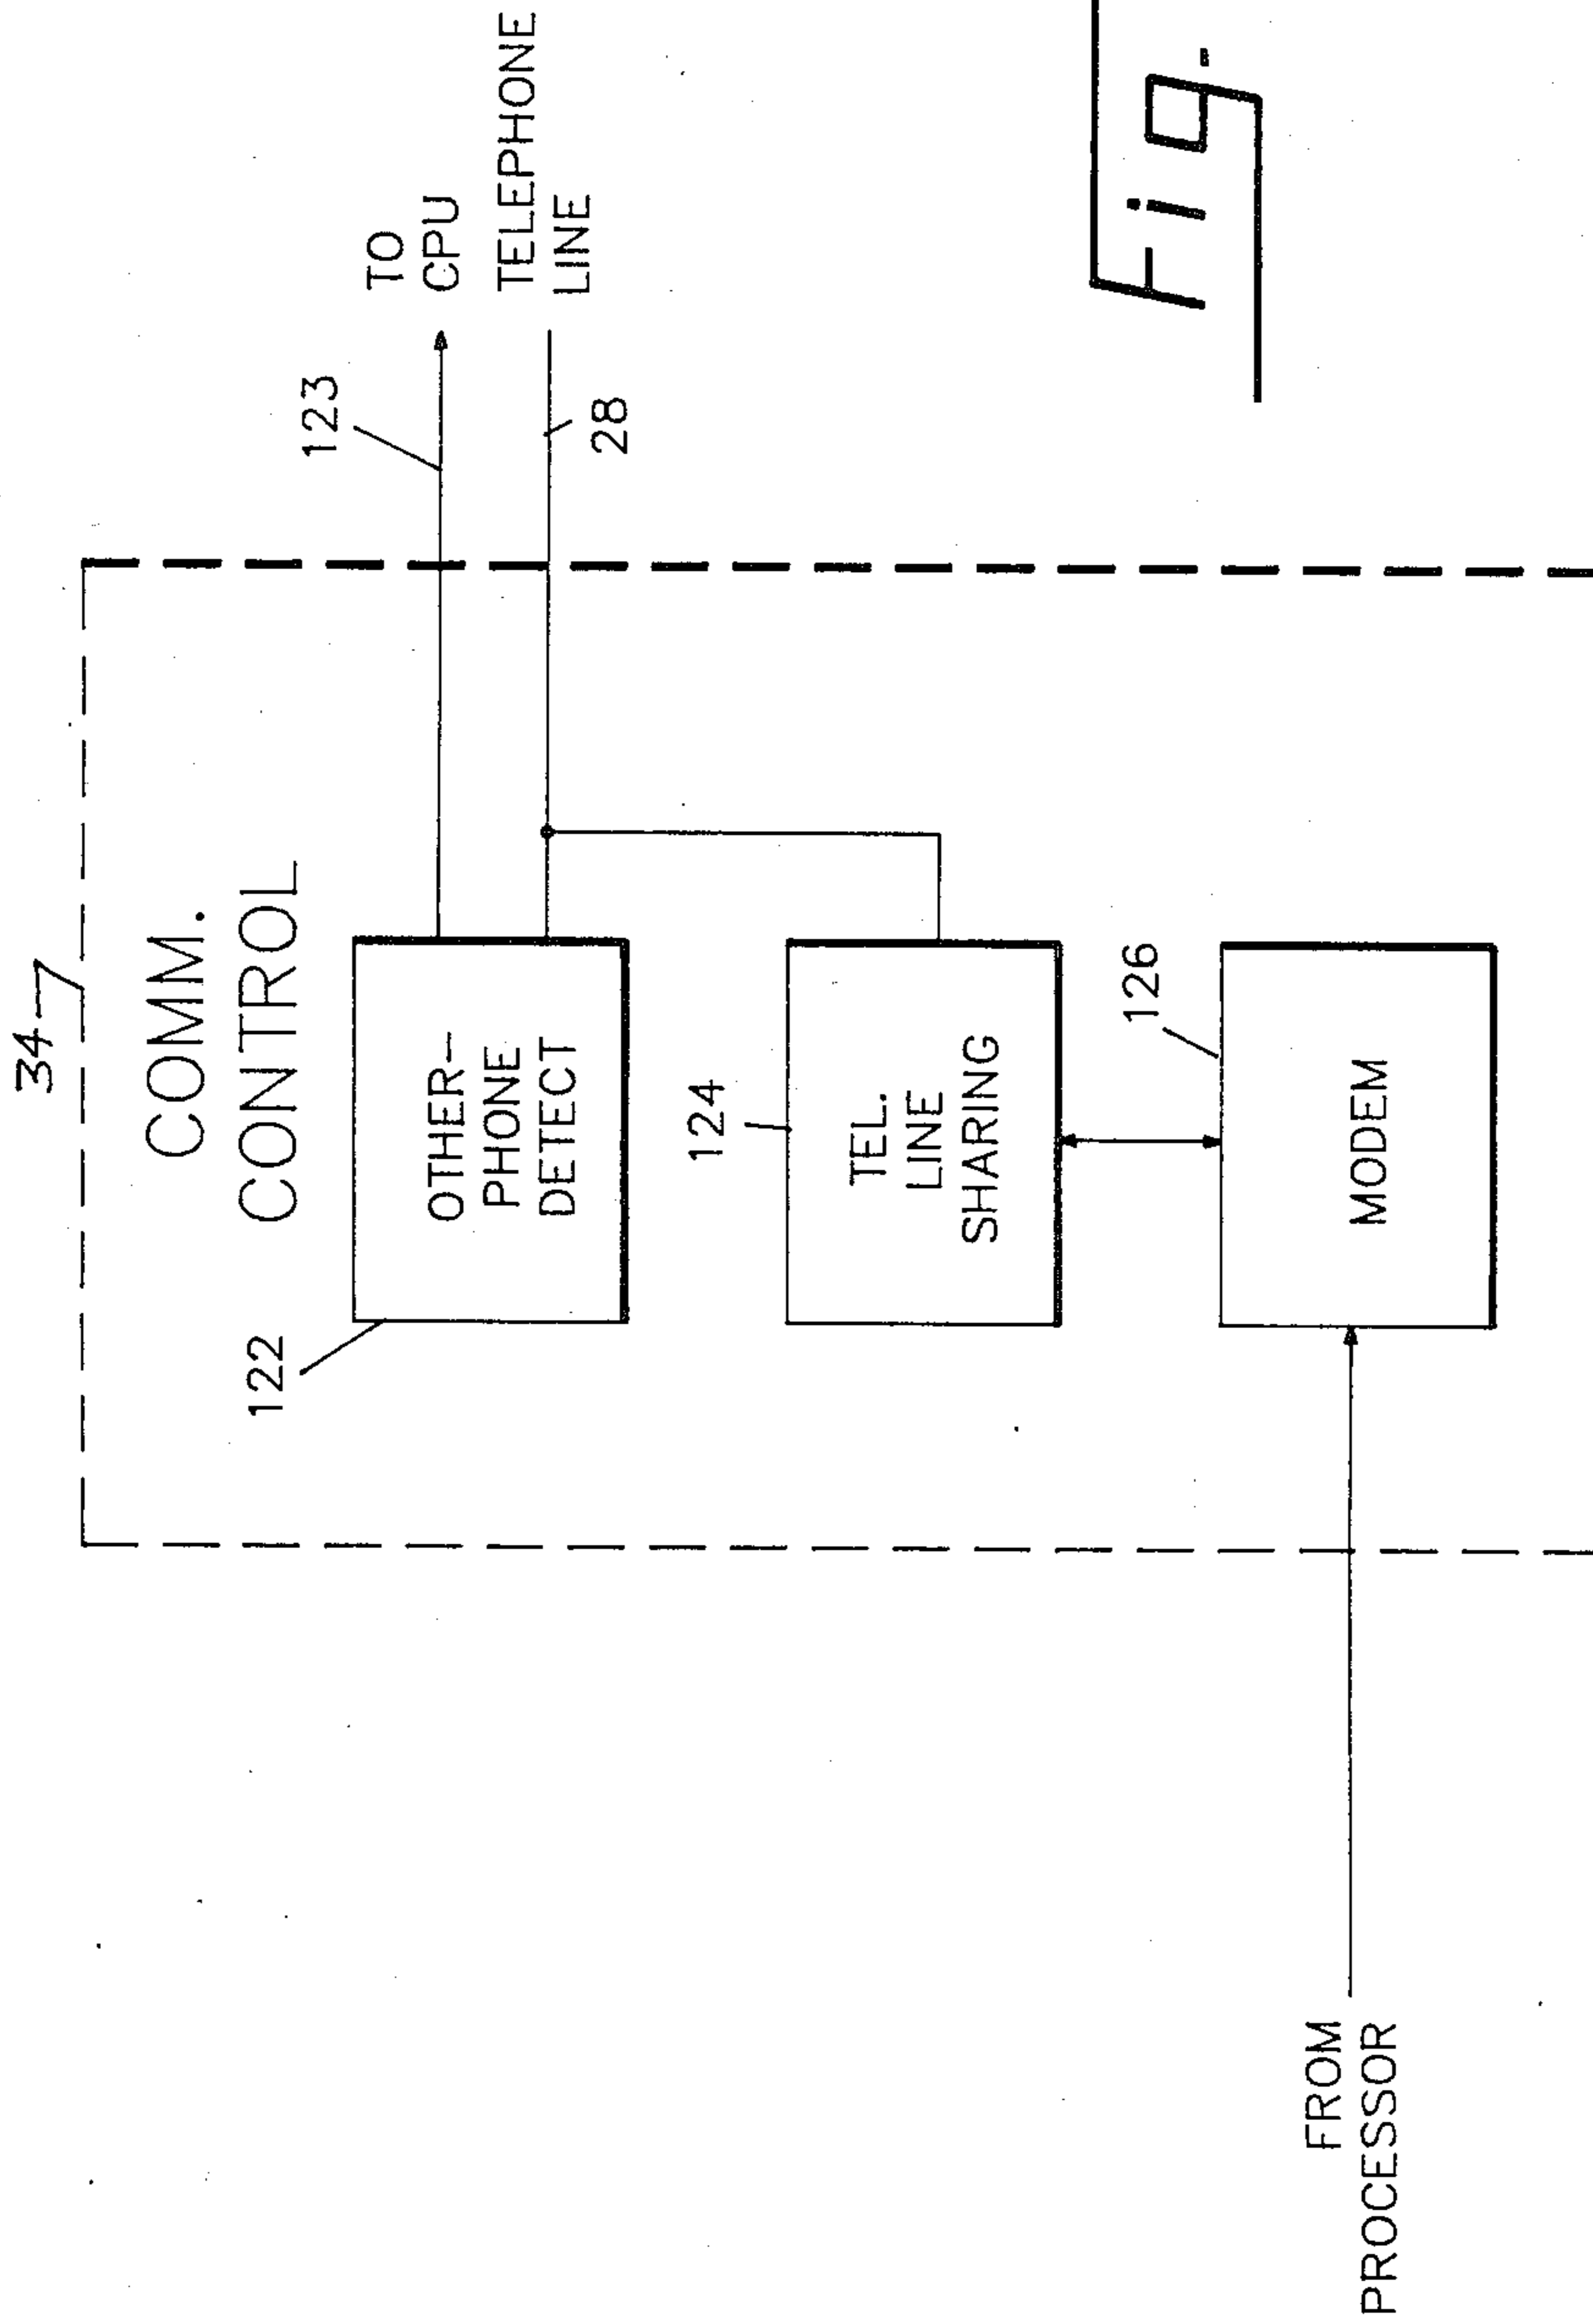 34
COMM.
CONTROL
122
OTHER-
PHONE
DETECT
123
TO
CPU
TELEPHONE
LINE
28
124
TEL.
LINE
SHARING
126
MODEM
FROM
PROCESSOR
Fig.